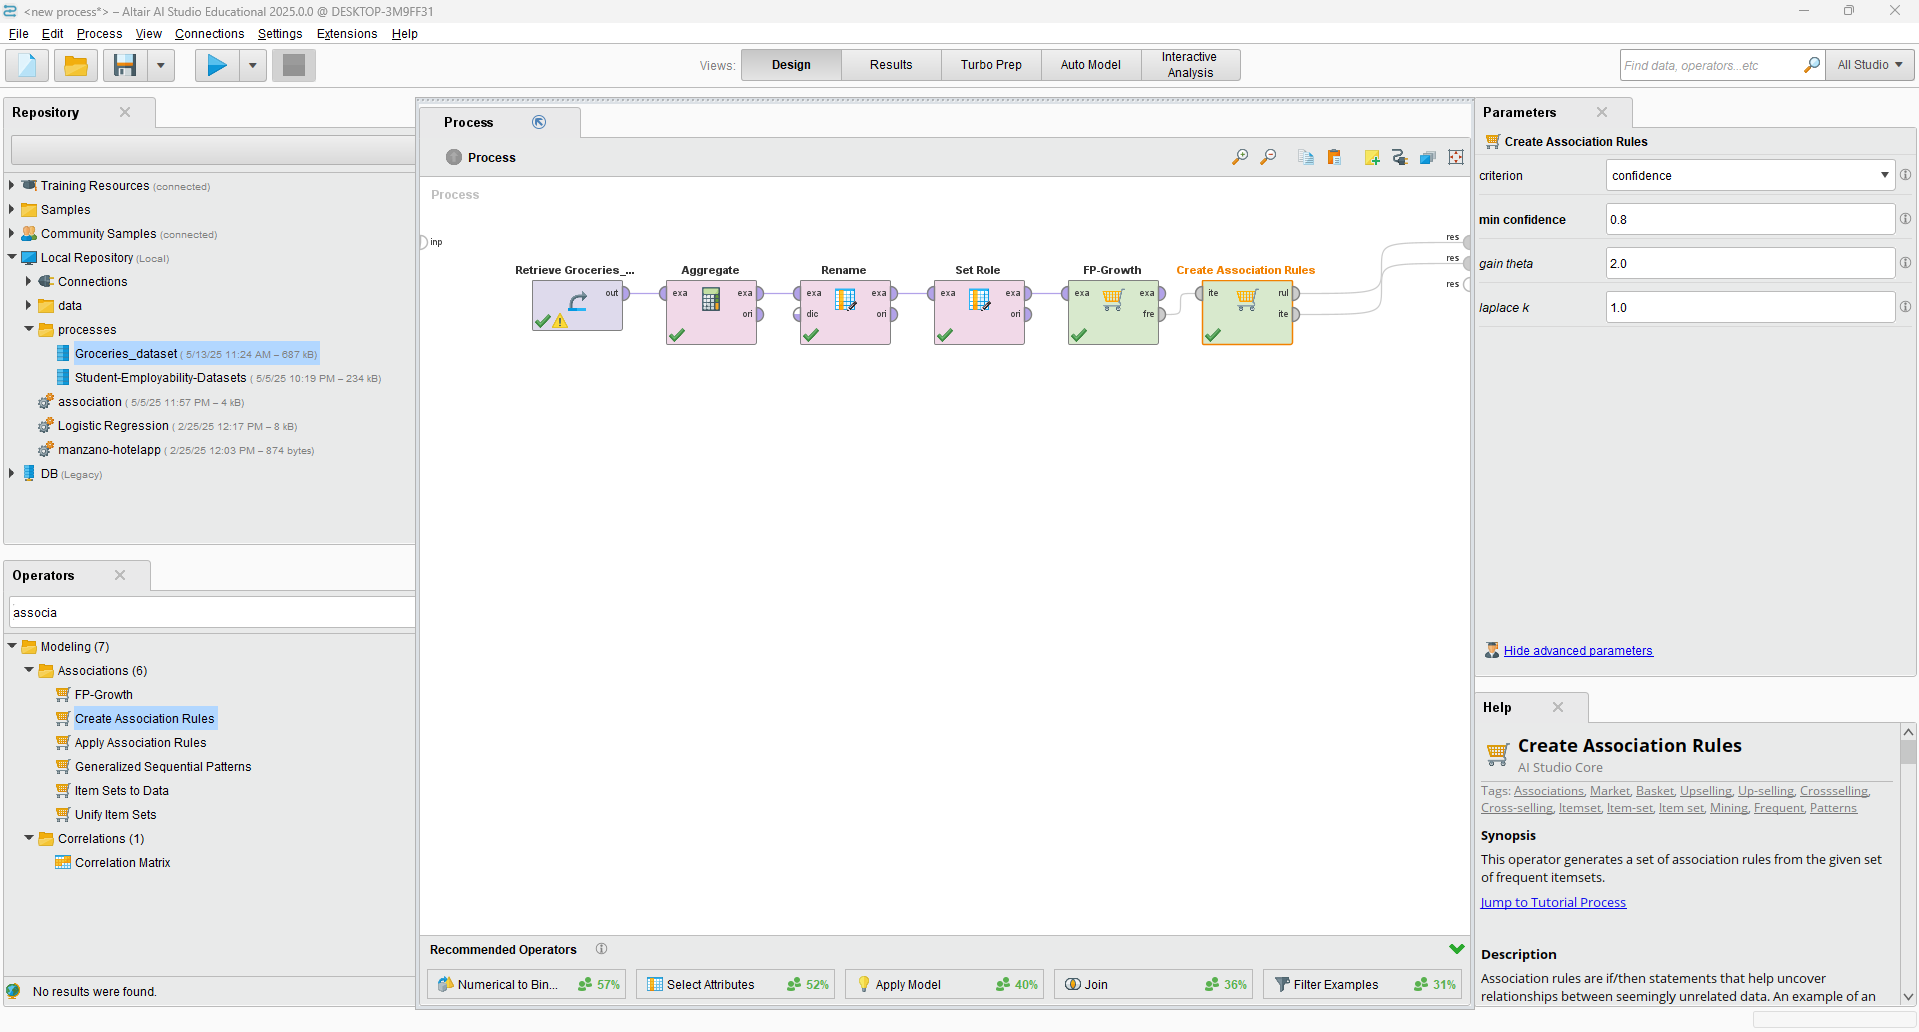 <new process*> – Altair AI Studio Educational 2025.0.0 @ DESKTOP-3M9FF31
File Edit Process View Connections Settings Extensions Help
Views: Design Results Turbo Prep Auto Model Interactive Analysis
Find data, operators...etc All Studio
Repository
Training Resources (connected)
Samples
Community Samples (connected)
Local Repository (Local)
Connections
data
processes
Groceries_dataset ( 5/13/25 11:24 AM – 687 kB)
Student-Employability-Datasets ( 5/5/25 10:19 PM – 234 kB)
association ( 5/5/25 11:57 PM – 4 kB)
Logistic Regression ( 2/25/25 12:17 PM – 8 kB)
manzano-hotelapp ( 2/25/25 12:03 PM – 874 bytes)
DB (Legacy)
Operators
associa
Modeling (7)
Associations (6)
FP-Growth
Create Association Rules
Apply Association Rules
Generalized Sequential Patterns
Item Sets to Data
Unify Item Sets
Correlations (1)
Correlation Matrix
No results were found.
Process
Process
Process
inp
res
res
res
Retrieve Groceries_... Aggregate Rename Set Role FP-Growth Create Association Rules
out exa exa exa exa exa exa exa exa ite rul
ori dic ori ori fre ite
Recommended Operators
Numerical to Bin... 57% Select Attributes 52% Apply Model 40% Join 36% Filter Examples 31%
Parameters
Create Association Rules
criterion confidence
min confidence 0.8
gain theta 2.0
laplace k 1.0
Hide advanced parameters
Help
Create Association Rules
AI Studio Core
Tags: Associations, Market, Basket, Upselling, Up-selling, Crossselling,
Cross-selling, Itemset, Item-set, Item set, Mining, Frequent, Patterns
Synopsis
This operator generates a set of association rules from the given set
of frequent itemsets.
Jump to Tutorial Process
Description
Association rules are if/then statements that help uncover
relationships between seemingly unrelated data. An example of an